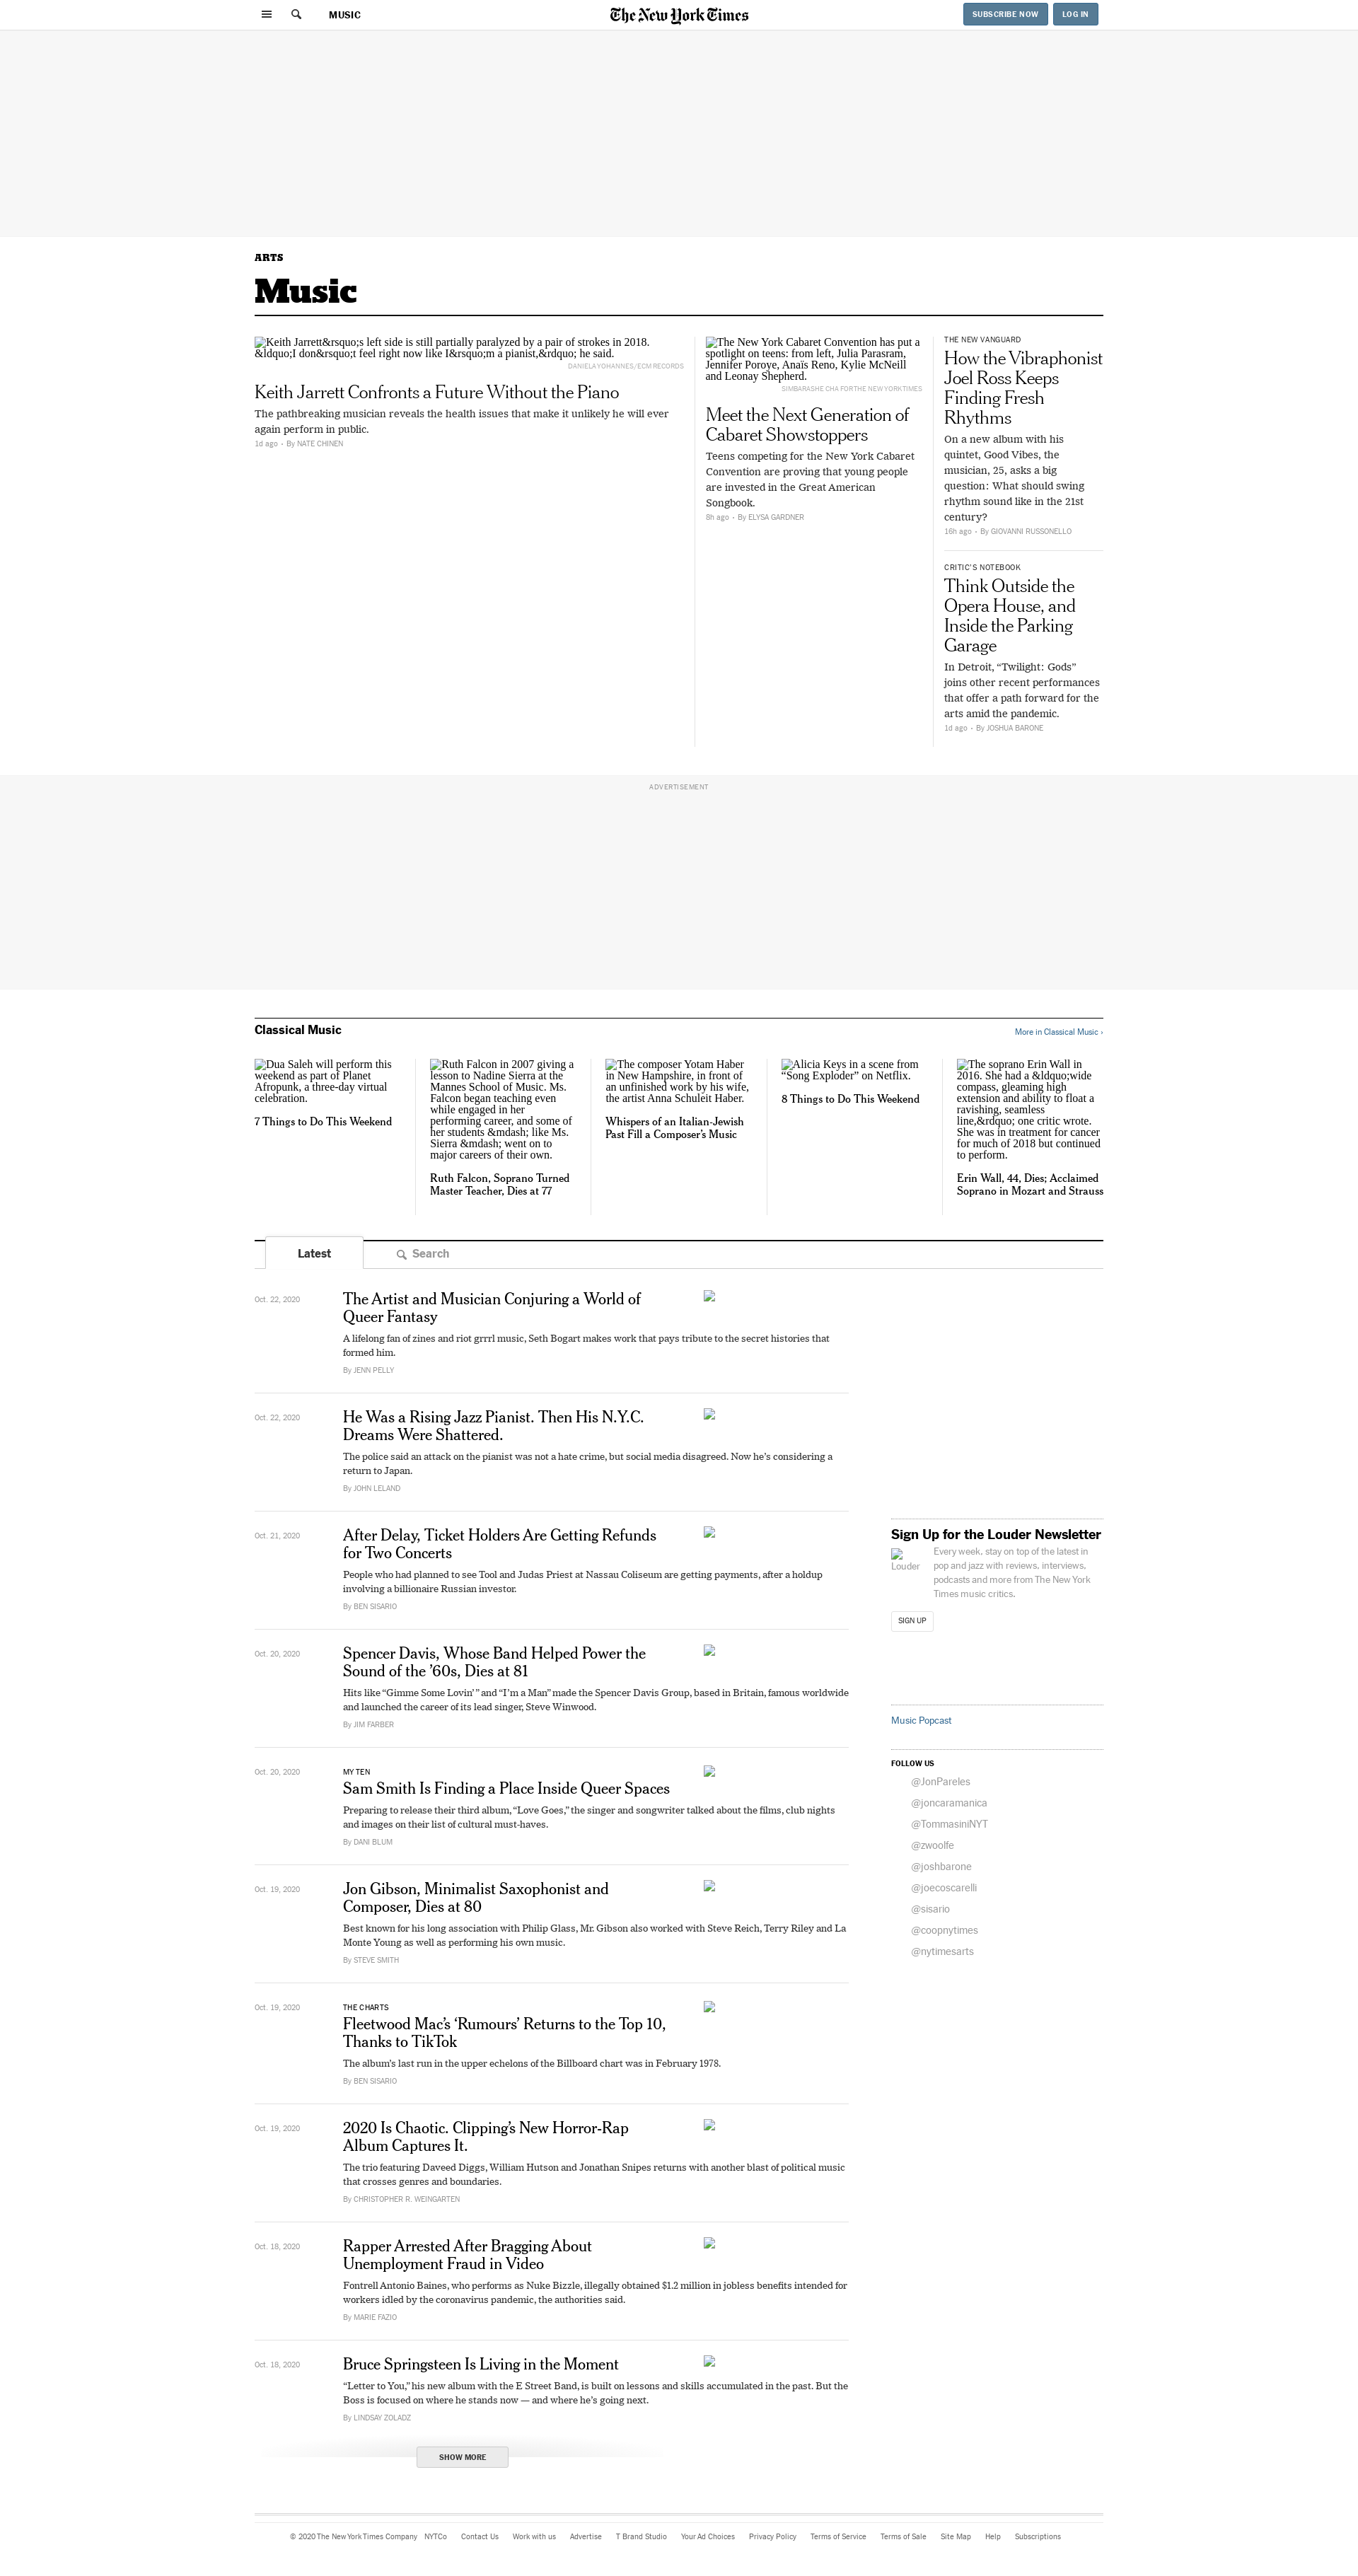 MUSIC
The New York Times
SUBSCRIBE NOW
LOG IN
ARTS
Music
Keith Jarrett&rsquo;s left side is still partially paralyzed by a pair of strokes in 2018.
&ldquo;I don&rsquo;t feel right now like I&rsquo;m a pianist,&rdquo; he said.
DANIELA YOHANNES/ECM RECORDS
Keith Jarrett Confronts a Future Without the Piano
The pathbreaking musician reveals the health issues that make it unlikely he will ever
again perform in public.
1d ago • By NATE CHINEN
The New York Cabaret Convention has put a
spotlight on teens: from left, Julia Parasram,
Jennifer Poroye, Anaïs Reno, Kylie McNeill
and Leonay Shepherd.
SIMBARASHE CHA FOR THE NEW YORK TIMES
Meet the Next Generation of
Cabaret Showstoppers
Teens competing for the New York Cabaret
Convention are proving that young people
are invested in the Great American
Songbook.
8h ago • By ELYSA GARDNER
THE NEW VANGUARD
How the Vibraphonist
Joel Ross Keeps
Finding Fresh
Rhythms
On a new album with his
quintet, Good Vibes, the
musician, 25, asks a big
question: What should swing
rhythm sound like in the 21st
century?
16h ago • By GIOVANNI RUSSONELLO
CRITIC'S NOTEBOOK
Think Outside the
Opera House, and
Inside the Parking
Garage
In Detroit, “Twilight: Gods”
joins other recent performances
that offer a path forward for the
arts amid the pandemic.
1d ago • By JOSHUA BARONE
ADVERTISEMENT
Classical Music
More in Classical Music ›
Dua Saleh will perform this
weekend as part of Planet
Afropunk, a three-day virtual
celebration.
7 Things to Do This Weekend
Ruth Falcon in 2007 giving a
lesson to Nadine Sierra at the
Mannes School of Music. Ms.
Falcon began teaching even
while engaged in her
performing career, and some of
her students &mdash; like Ms.
Sierra &mdash; went on to
major careers of their own.
Ruth Falcon, Soprano Turned
Master Teacher, Dies at 77
The composer Yotam Haber
in New Hampshire, in front of
an unfinished work by his wife,
the artist Anna Schuleit Haber.
Whispers of an Italian-Jewish
Past Fill a Composer’s Music
Alicia Keys in a scene from
“Song Exploder” on Netflix.
8 Things to Do This Weekend
The soprano Erin Wall in
2016. She had a &ldquo;wide
compass, gleaming high
extension and ability to float a
ravishing, seamless
line,&rdquo; one critic wrote.
She was in treatment for cancer
for much of 2018 but continued
to perform.
Erin Wall, 44, Dies; Acclaimed
Soprano in Mozart and Strauss
Latest
Search
Oct. 22, 2020
The Artist and Musician Conjuring a World of
Queer Fantasy
A lifelong fan of zines and riot grrrl music, Seth Bogart makes work that pays tribute to the secret histories that
formed him.
By JENN PELLY
Oct. 22, 2020
He Was a Rising Jazz Pianist. Then His N.Y.C.
Dreams Were Shattered.
The police said an attack on the pianist was not a hate crime, but social media disagreed. Now he’s considering a
return to Japan.
By JOHN LELAND
Oct. 21, 2020
After Delay, Ticket Holders Are Getting Refunds
for Two Concerts
People who had planned to see Tool and Judas Priest at Nassau Coliseum are getting payments, after a holdup
involving a billionaire Russian investor.
By BEN SISARIO
Oct. 20, 2020
Spencer Davis, Whose Band Helped Power the
Sound of the ’60s, Dies at 81
Hits like “Gimme Some Lovin’ ” and “I’m a Man” made the Spencer Davis Group, based in Britain, famous worldwide
and launched the career of its lead singer, Steve Winwood.
By JIM FARBER
Oct. 20, 2020
MY TEN
Sam Smith Is Finding a Place Inside Queer Spaces
Preparing to release their third album, “Love Goes,” the singer and songwriter talked about the films, club nights
and images on their list of cultural must-haves.
By DANI BLUM
Oct. 19, 2020
Jon Gibson, Minimalist Saxophonist and
Composer, Dies at 80
Best known for his long association with Philip Glass, Mr. Gibson also worked with Steve Reich, Terry Riley and La
Monte Young as well as performing his own music.
By STEVE SMITH
Oct. 19, 2020
THE CHARTS
Fleetwood Mac’s ‘Rumours’ Returns to the Top 10,
Thanks to TikTok
The album’s last run in the upper echelons of the Billboard chart was in February 1978.
By BEN SISARIO
Oct. 19, 2020
2020 Is Chaotic. Clipping’s New Horror-Rap
Album Captures It.
The trio featuring Daveed Diggs, William Hutson and Jonathan Snipes returns with another blast of political music
that crosses genres and boundaries.
By CHRISTOPHER R. WEINGARTEN
Oct. 18, 2020
Rapper Arrested After Bragging About
Unemployment Fraud in Video
Fontrell Antonio Baines, who performs as Nuke Bizzle, illegally obtained $1.2 million in jobless benefits intended for
workers idled by the coronavirus pandemic, the authorities said.
By MARIE FAZIO
Oct. 18, 2020
Bruce Springsteen Is Living in the Moment
“Letter to You,” his new album with the E Street Band, is built on lessons and skills accumulated in the past. But the
Boss is focused on where he stands now — and where he’s going next.
By LINDSAY ZOLADZ
SHOW MORE
Sign Up for the Louder Newsletter
Louder
Every week, stay on top of the latest in
pop and jazz with reviews, interviews,
podcasts and more from The New York
Times music critics.
SIGN UP
Music Popcast
FOLLOW US
@JonPareles
@joncaramanica
@TommasiniNYT
@zwoolfe
@joshbarone
@joecoscarelli
@sisario
@coopnytimes
@nytimesarts
© 2020 The New York Times Company NYTCo Contact Us Work with us Advertise T Brand Studio Your Ad Choices Privacy Policy Terms of Service Terms of Sale Site Map Help Subscriptions